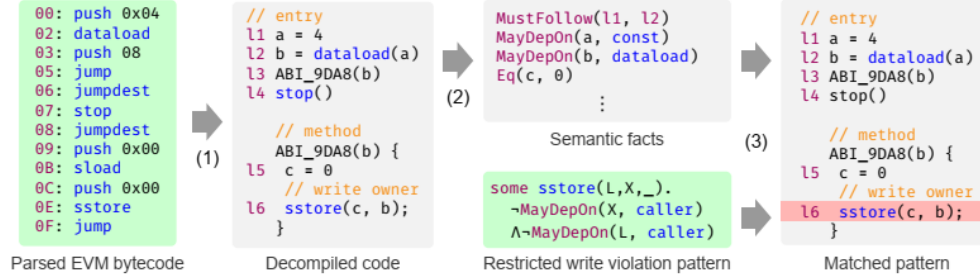 00: push 0x04
02: dataload
03: push 08
05: jump
06: jumpdest
07: stop
08: jumpdest
09: push 0x00
0B: sload
0C: push 0x00
0E: sstore
0F: jump
Parsed EVM bytecode
(1)
// entry
l1 a = 4
l2 b = dataload(a)
l3 ABI_9DA8(b)
l4 stop()
// method
ABI_9DA8(b) {
l5 c = 0
// write owner
l6 sstore(c, b);
}
Decompiled code
(2)
MustFollow(l1, l2)
MayDepOn(a, const)
MayDepOn(b, dataload)
Eq(c, 0)
⋮
Semantic facts
some sstore(L,X,_).
¬MayDepOn(X, caller)
∧¬MayDepOn(L, caller)
Restricted write violation pattern
(3)
// entry
l1 a = 4
l2 b = dataload(a)
l3 ABI_9DA8(b)
l4 stop()
// method
ABI_9DA8(b) {
l5 c = 0
// write owner
l6 sstore(c, b);
}
Matched pattern